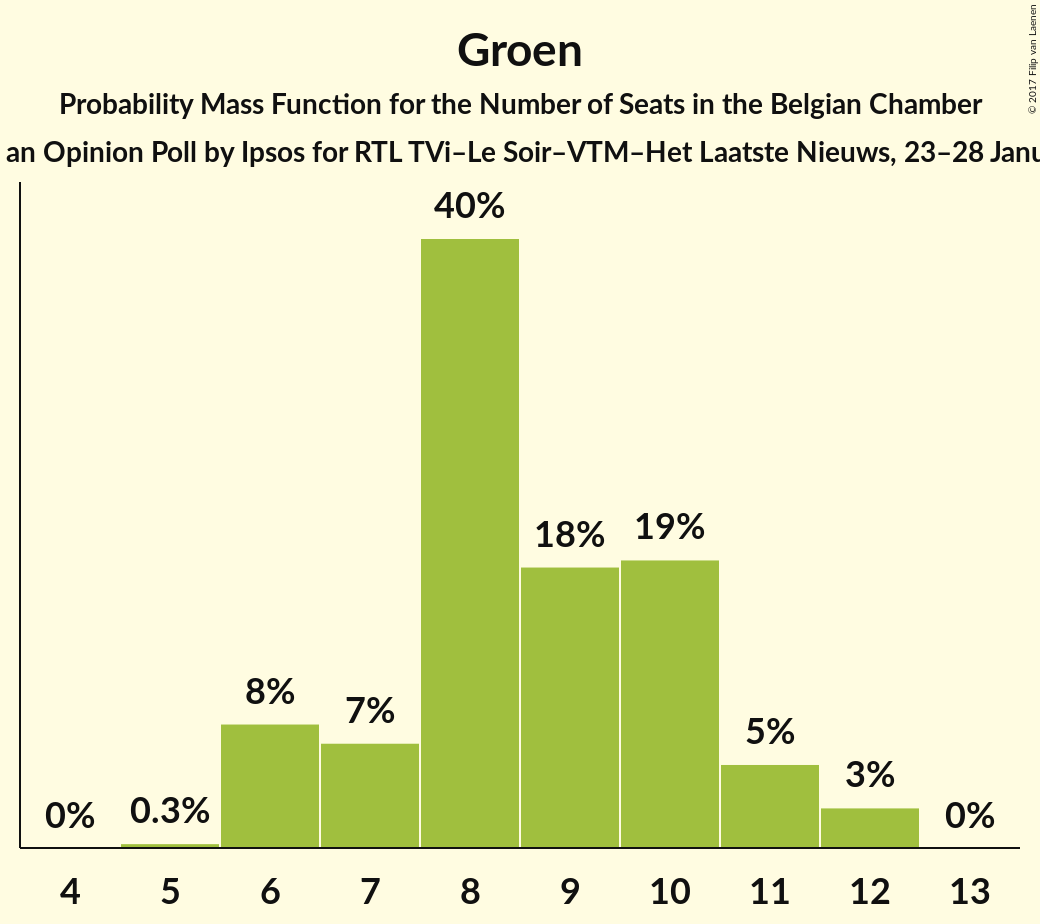 Groen
Probability Mass Function for the Number of Seats in the Belgian Chamber
an Opinion Poll by Ipsos for RTL TVi–Le Soir–VTM–Het Laatste Nieuws, 23–28 Janu
© 2017 Filip van Laenen
40%
18%
19%
8%
7%
5%
3%
0%
0.3%
0%
4 5 6 7 8 9 10 11 12 13